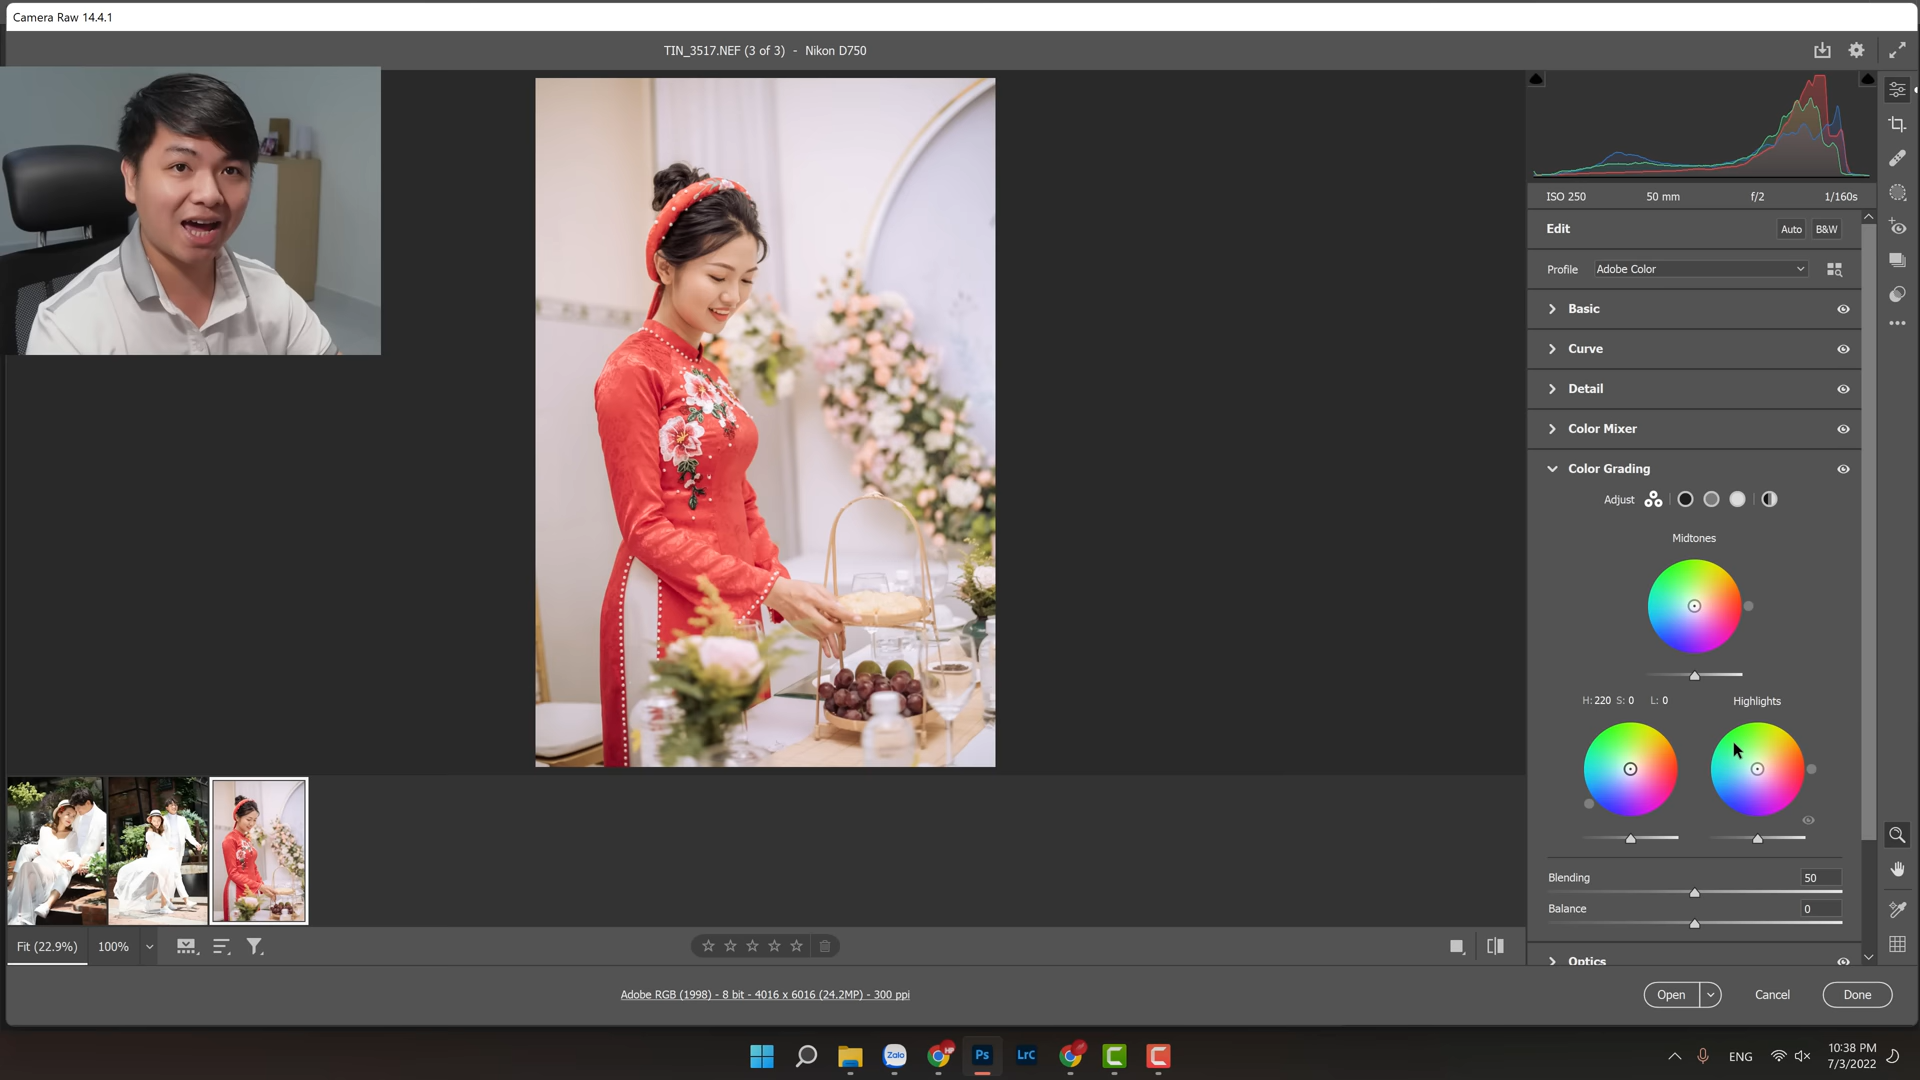 Camera Raw 14.4.1
TIN_3517.NEF (3 of 3) - Nikon D750
ISO 250 50 mm f/2 1/160s
Edit Auto B&W
Profile Adobe Color
Basic
Curve
Detail
Color Mixer
Color Grading
Adjust
Midtones
H: 220 S: 0 L: 0 Highlights
Blending 50
Balance 0
Optics
Fit (22.9%) 100%
Adobe RGB (1998) - 8 bit - 4016 x 6016 (24.2MP) - 300 ppi
Open Cancel Done
Zalo
Ps
LrC
ENG
10:38 PM
7/3/2022